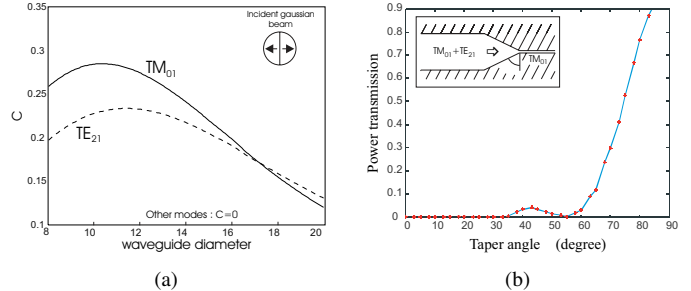 Incident gaussian
beam
0.35
0.3
0.25
0.2
0.15
0.1
C
TM01
TE21
Other modes : C=0
8 10 12 14 16 18 20
waveguide diameter
(a)
0.9
0.8
0.7
0.6
0.5
0.4
0.3
0.2
0.1
0
Power transmission
TM01+TE21
TM01
0 10 20 30 40 50 60 70 80 90
Taper angle (degree)
(b)